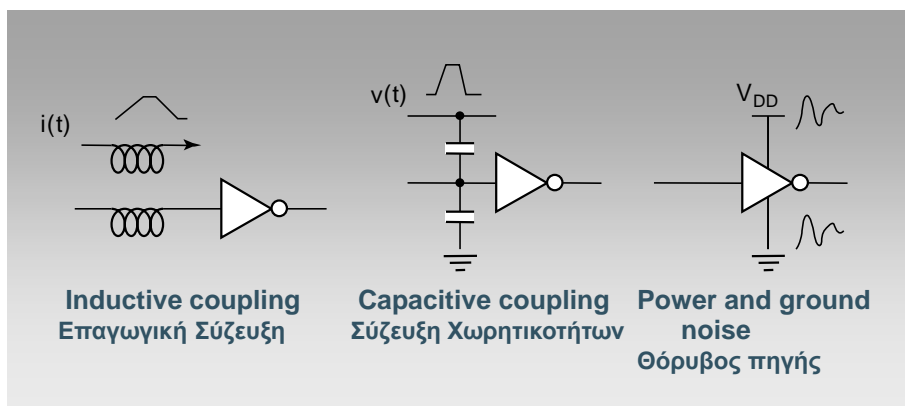 i(t)
Inductive coupling
Επαγωγική Σύζευξη
v(t)
Capacitive coupling
Σύζευξη Χωρητικοτήτων
VDD
Power and ground
noise
Θόρυβος πηγής